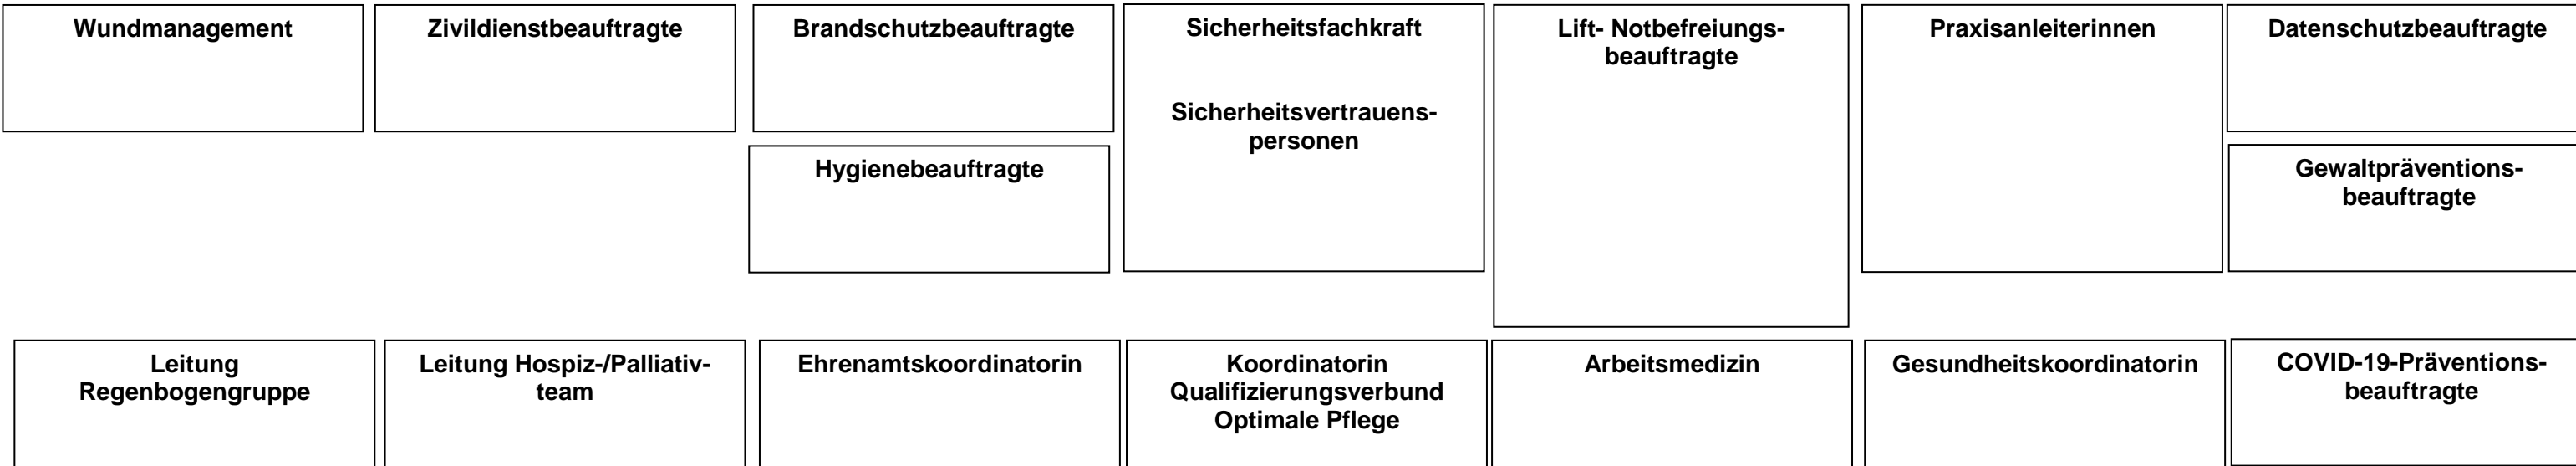 Wundmanagement
Zivildienstbeauftragte
Brandschutzbeauftragte
Sicherheitsfachkraft
Sicherheitsvertrauens-
personen
Lift- Notbefreiungs-
beauftragte
Praxisanleiterinnen
Datenschutzbeauftragte
Hygienebeauftragte
Gewaltpräventions-
beauftragte
Leitung
Regenbogengruppe
Leitung Hospiz-/Palliativ-
team
Ehrenamtskoordinatorin
Koordinatorin
Qualifizierungsverbund
Optimale Pflege
Arbeitsmedizin
Gesundheitskoordinatorin
COVID-19-Präventions-
beauftragte